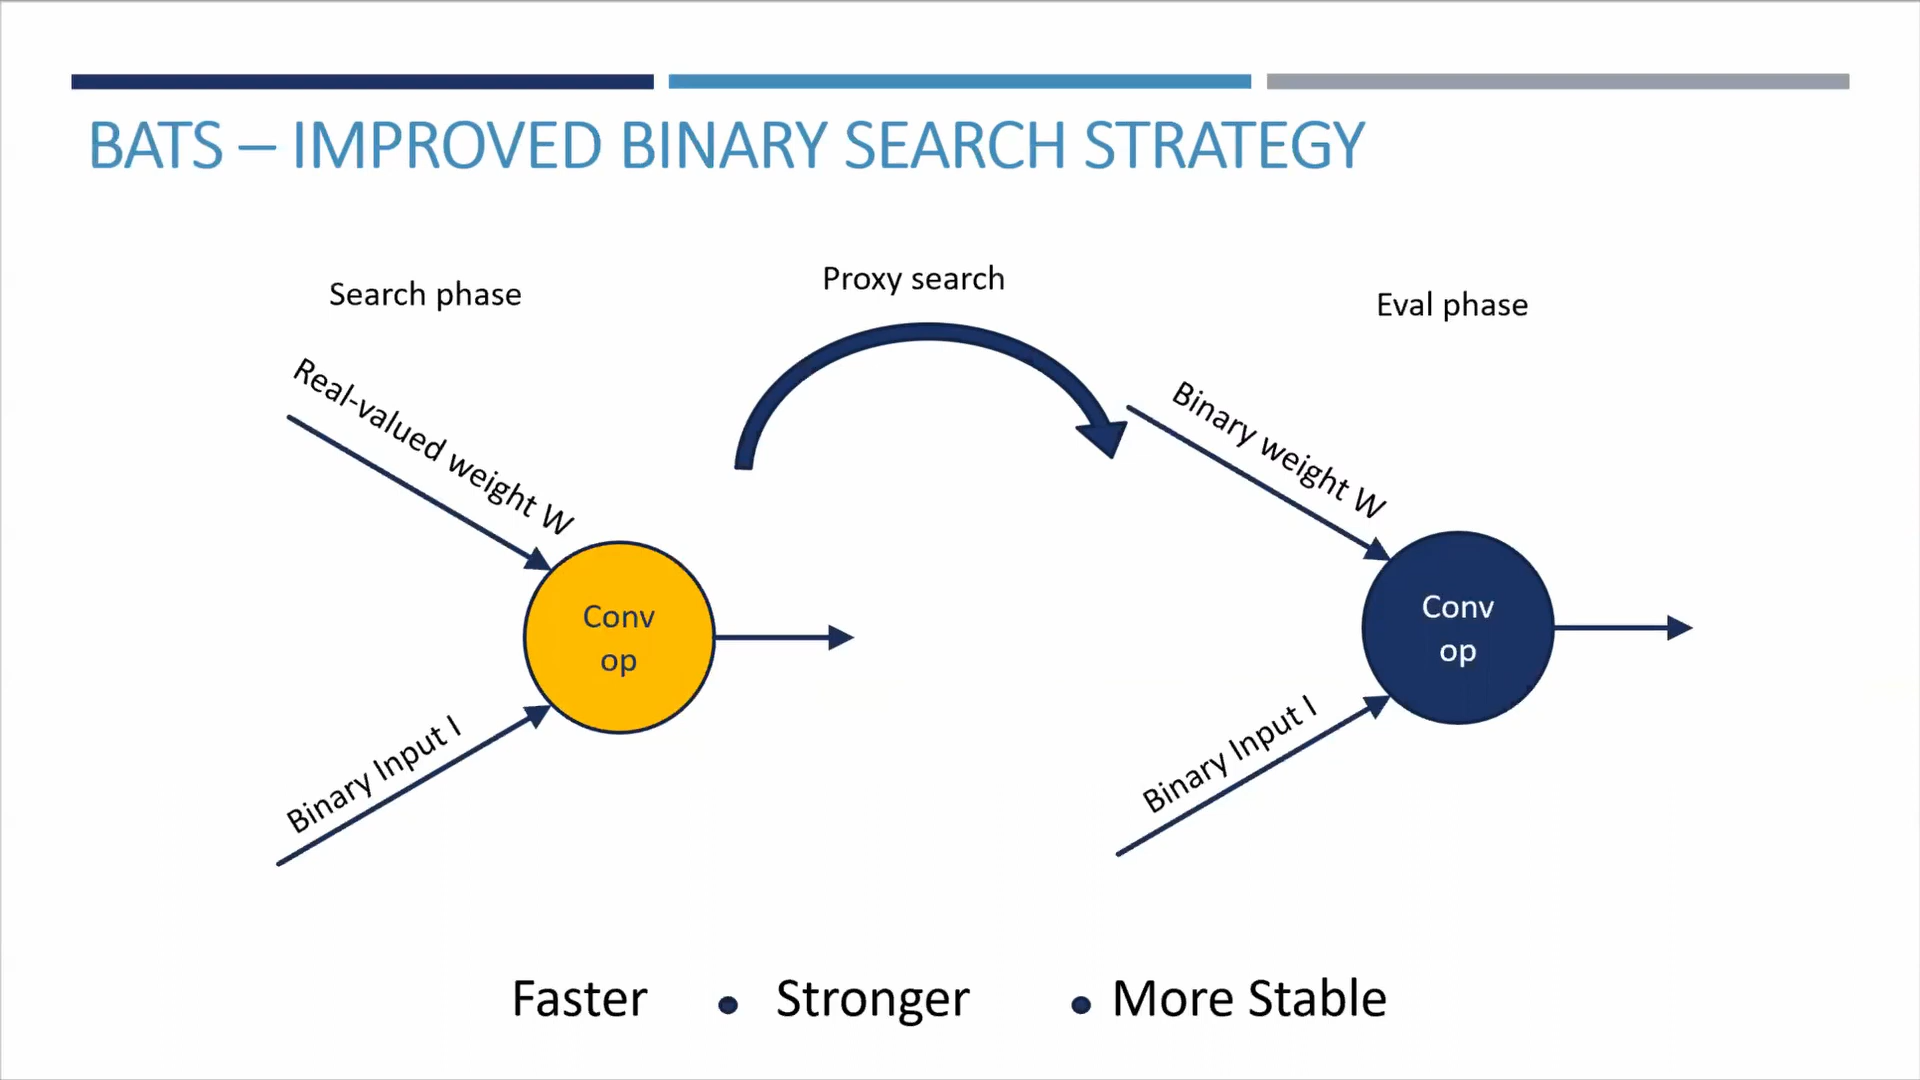 BATS – IMPROVED BINARY SEARCH STRATEGY
Search phase
Proxy search
Eval phase
Real-valued weight W
Binary Input I
Conv
op
Binary weight W
Binary Input I
Conv
op
Faster • Stronger • More Stable